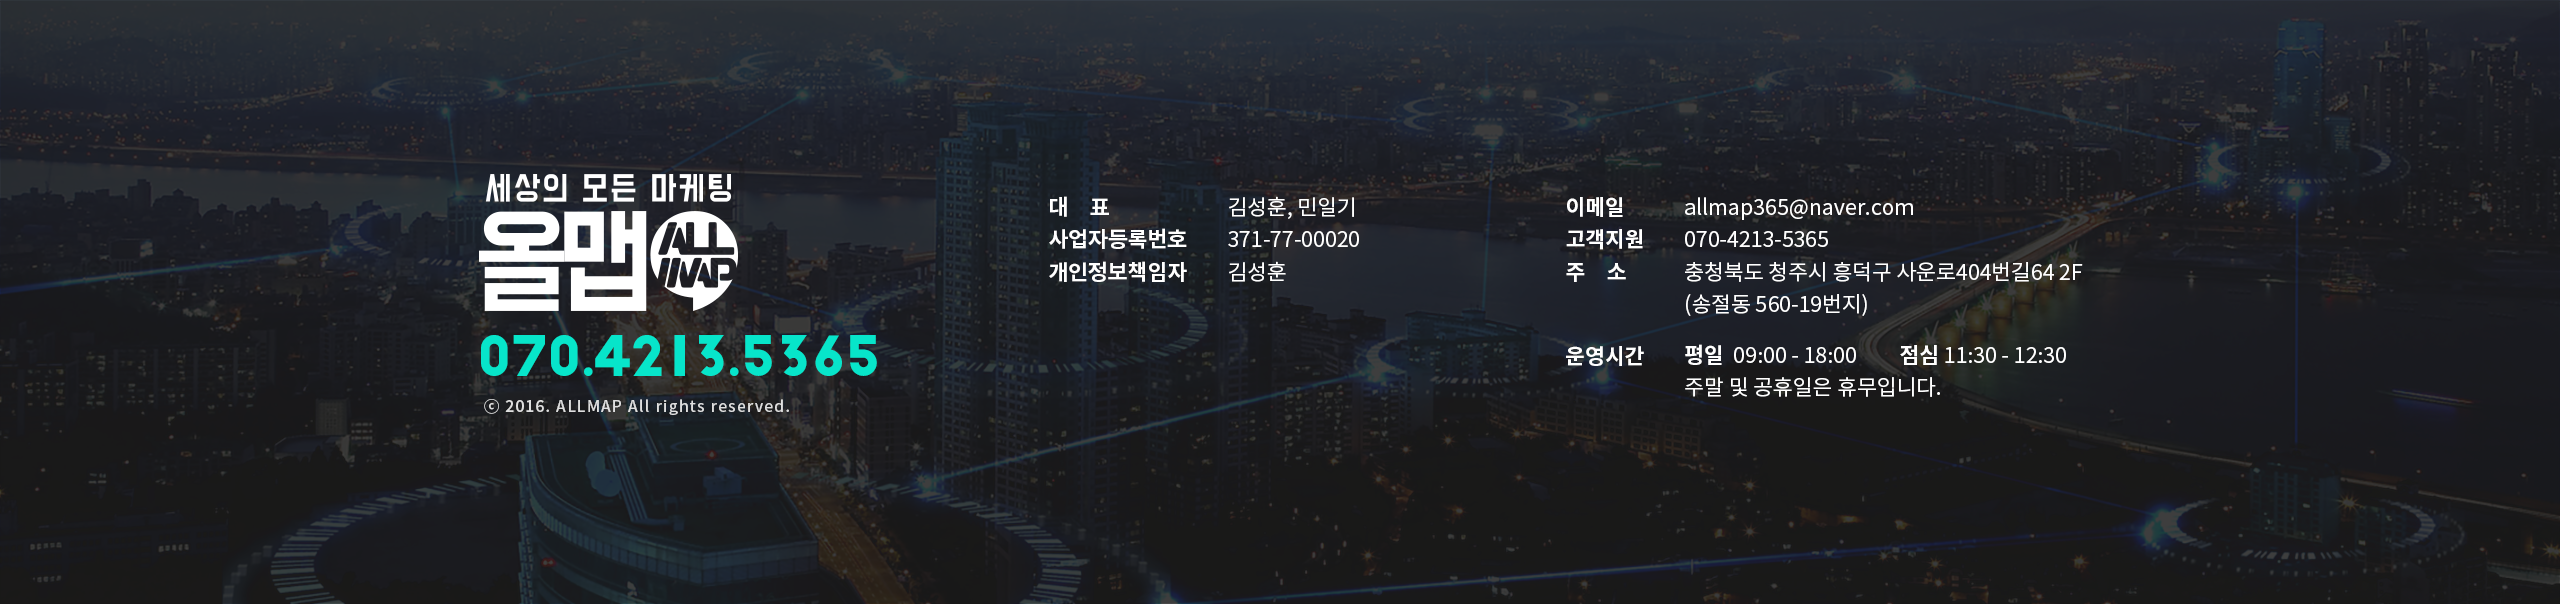 세상의 모든 마케팅
올맵 ALL MAP
070.4213.5365
ⓒ 2016. ALLMAP All rights reserved.
대 표 김성훈, 민일기
사업자등록번호 371-77-00020
개인정보책임자 김성훈
이메일 allmap365@naver.com
고객지원 070-4213-5365
주 소 충청북도 청주시 흥덕구 사운로404번길64 2F
(송절동 560-19번지)
운영시간 평일 09:00 - 18:00 점심 11:30 - 12:30
주말 및 공휴일은 휴무입니다.